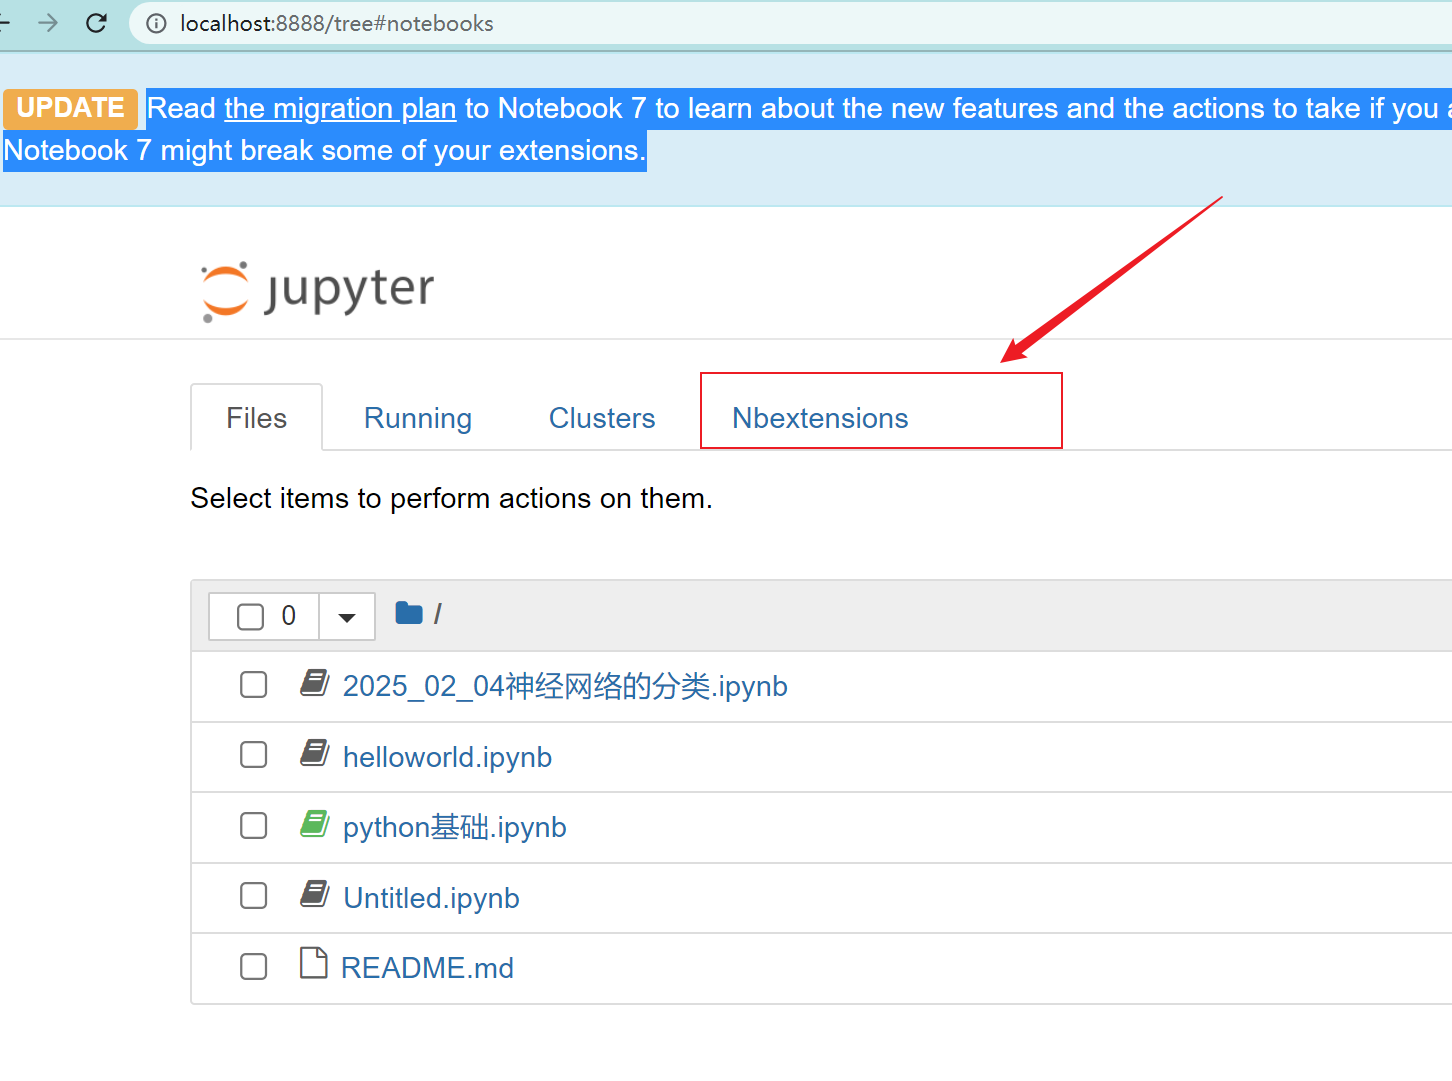 localhost:8888/tree#notebooks
UPDATE Read the migration plan to Notebook 7 to learn about the new features and the actions to take if you
Notebook 7 might break some of your extensions.
jupyter
Files Running Clusters Nbextensions
Select items to perform actions on them.
0 /
2025_02_04神经网络的分类.ipynb
helloworld.ipynb
python基础.ipynb
Untitled.ipynb
README.md